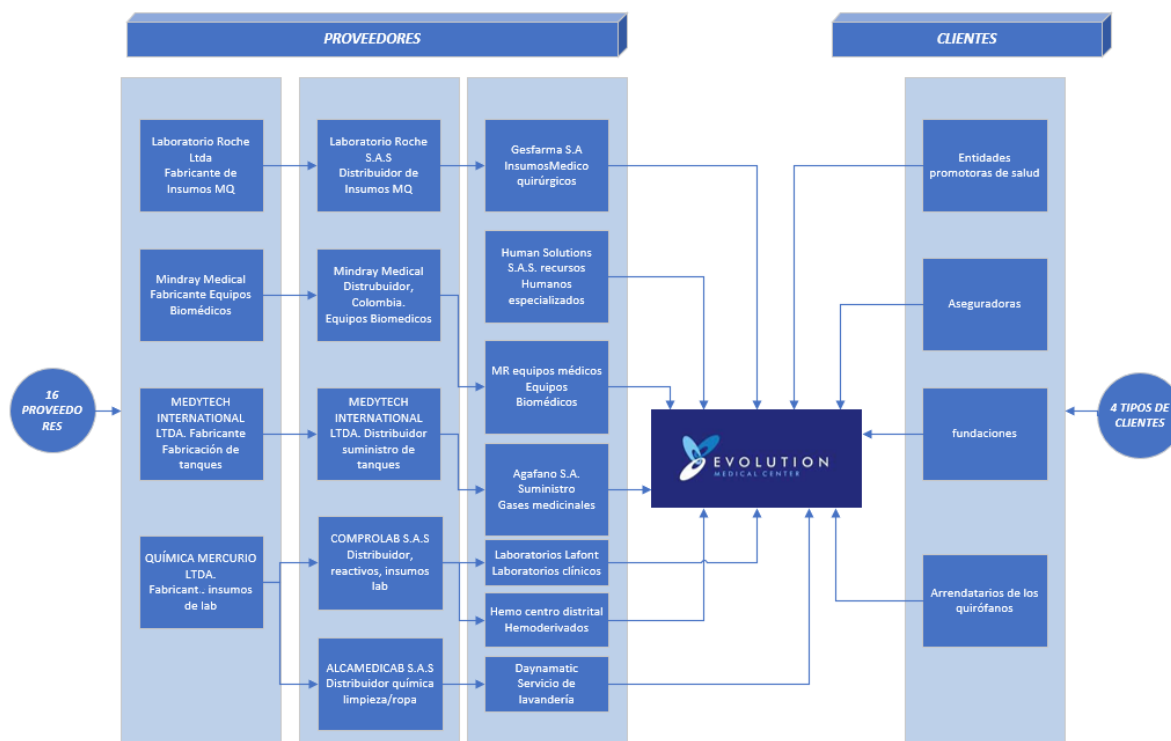 PROVEEDORES
CLIENTES
Laboratorio Roche
Ltda
Fabricante de
Insumos MQ
Laboratorio Roche
S.A.S
Distribuidor de
Insumos MQ
Gesfarma S.A
InsumosMedico
quirúrgicos
Entidades
promotoras de salud
Mindray Medical
Fabricante Equipos
Biomédicos
Mindray Medical
Distrubuidor,
Colombia.
Equipos Biomedicos
Human Solutions
S.A.S. recursos
Humanos
especializados
Aseguradoras
16
PROVEEDO
RES
MEDYTECH
INTERNATIONAL
LTDA. Fabricante
Fabricación de
tanques
MEDYTECH
INTERNATIONAL
LTDA. Distribuidor
suministro de
tanques
MR equipos médicos
Equipos
Biomédicos
Agafano S.A.
Suministro
Gases medicinales
EVOLUTION
MEDICAL CENTER
fundaciones
4 TIPOS DE
CLIENTES
QUÍMICA MERCURIO
LTDA.
Fabricant.. insumos
de lab
COMPROLAB S.A.S
Distribuidor,
reactivos, insumos
lab
Laboratorios Lafont
Laboratorios clínicos
Hemo centro distrital
Hemoderivados
Arrendatarios de los
quirófanos
ALCAMEDICAB S.A.S
Distribuidor química
limpieza/ropa
Daynamatic
Servicio de
lavandería